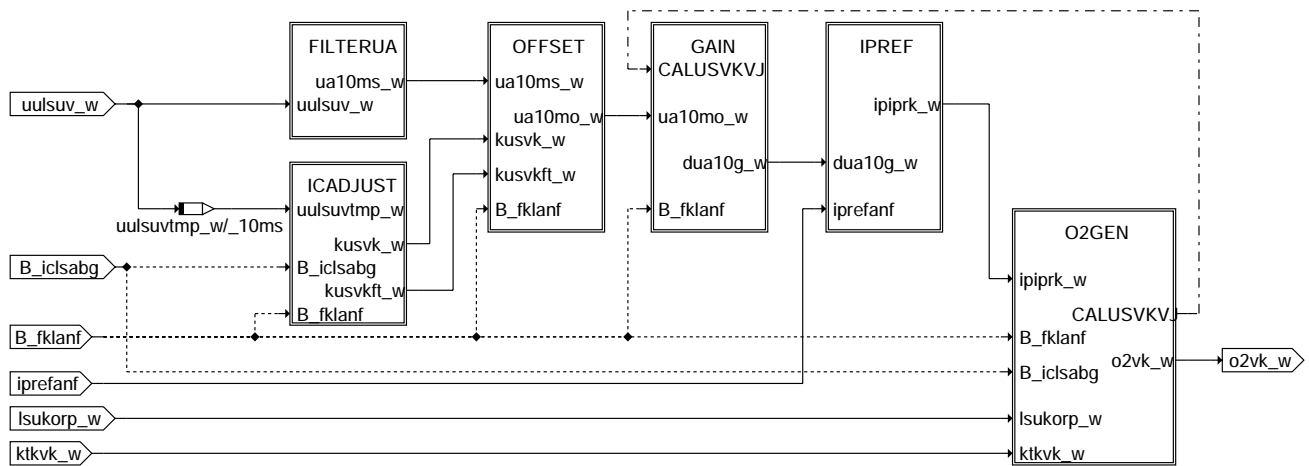 FILTERUA
ua10ms_w
uulsuv_w
OFFSET
ua10ms_w
ua10mo_w
kusvk_w
kusvkft_w
B_fklanf
GAIN
CALUSVKVJ
ua10mo_w
dua10g_w
B_fklanf
IPREF
ipiprk_w
dua10g_w
iprefanf
uulsuv_w
uulsuvtmp_w/_10ms
ICADJUST
uulsuvtmp_w
kusvk_w
B_iclsabg
kusvkft_w
B_fklanf
B_iclsabg
B_fklanf
iprefanf
lsukorp_w
ktkvk_w
O2GEN
ipiprk_w
CALUSVKVJ
B_fklanf
o2vk_w
B_iclsabg
lsukorp_w
ktkvk_w
o2vk_w